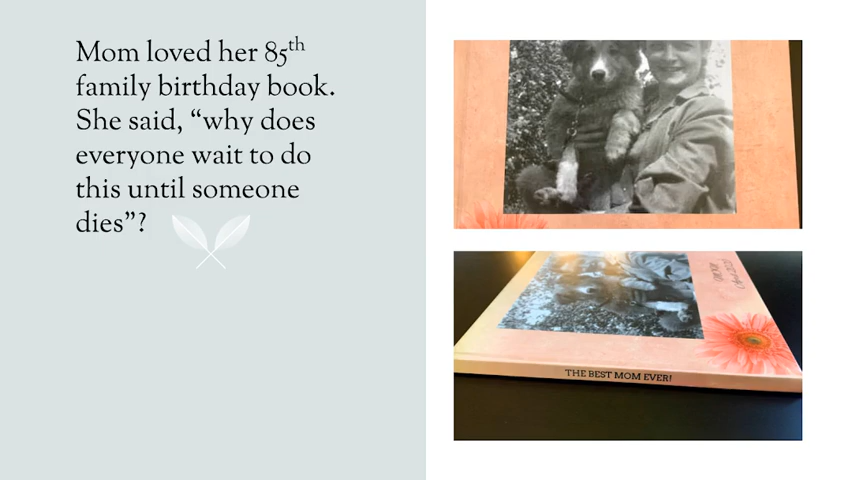 Mom loved her 85th
family birthday book.
She said, “why does
everyone wait to do
this until someone
dies”?
THE BEST MOM EVER!